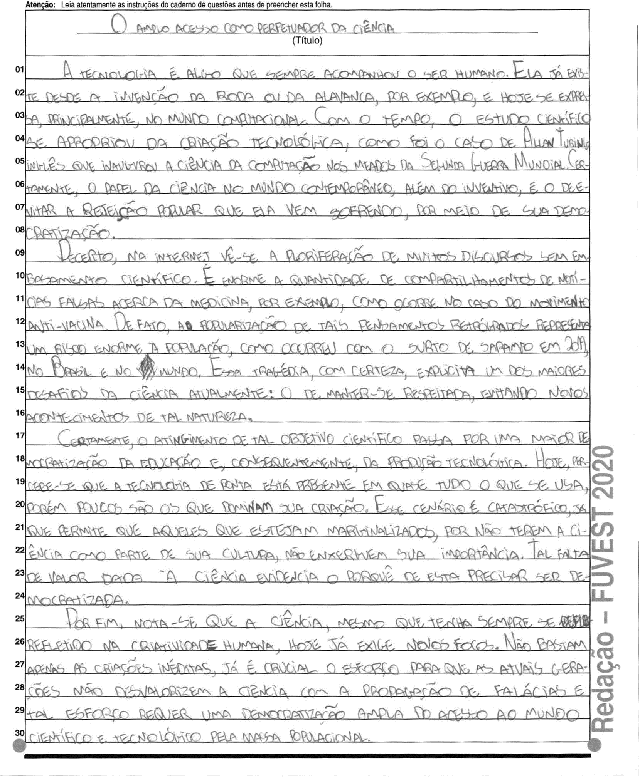 Atenção: Leia atentamente as instruções do caderno de questões antes de preencher esta folha.
O AMPLO ACESSO COMO PERPETUADOR DA CIÊNCIA
(Título)
01 A TECNOLOGIA É ALGO QUE SEMPRE ACOMPANHOU O SER HUMANO. ELA JÁ EXIS-
02 TE DESDE A INVENÇÃO DA RODA OU DA ALAVANCA, POR EXEMPLO, E HOJE SE EXPRES-
03 SA, PRINCIPALMENTE, NO MUNDO COMPUTACIONAL. COM O TEMPO, O ESTUDO CIENTÍFICO
04 SE APROPRIOU DA CRIAÇÃO TECNOLÓGICA, COMO FOI O CASO DE ALLAN TURING,
05 INGLÊS QUE INAUGUROU A CIÊNCIA DA COMPUTAÇÃO NOS MEADOS DA SEGUNDA GUERRA MUNDIAL. CER-
06 TAMENTE, O PAPEL DA CIÊNCIA NO MUNDO CONTEMPORÂNEO, ALÉM DO INVENTIVO, É O DE E-
07 VITAR A REJEIÇÃO POPULAR QUE ELA VEM SOFRENDO, POR MEIO DE SUA DEMO-
08 CRATIZAÇÃO.
09 DECERTO, NA INTERNET VÊ-SE A PLORIFERAÇÃO DE MUITOS DISCURSOS SEM EM-
10 BASAMENTO CIENTÍFICO. É ENORME A QUANTIDADE DE COMPARTILHAMENTOS DE NOTÍ-
11 CIAS FALSAS ACERCA DA MEDICINA, POR EXEMPLO, COMO OCORRE NO CASO DO MOVIMENTO
12 ANTI-VACINA. DE FATO, A POPULARIZAÇÃO DE TAIS PENSAMENTOS RETRÓGRADOS REPRESENTA
13 UM RISCO ENORME À POPULAÇÃO, COMO OCORREU COM O SURTO DE SARAMPO EM 2019,
14 NO BRASIL E NO MUNDO. ESSA TRAGÉDIA, COM CERTEZA, EXPLICITA UM DOS MAIORES
15 DESAFIOS DA CIÊNCIA ATUALMENTE: O DE MANTER-SE RESPEITADA, EVITANDO NOVOS
16 ACONTECIMENTOS DE TAL NATUREZA.
17 CERTAMENTE, O ATINGIMENTO DE TAL OBJETIVO CIENTÍFICO PASSA POR UMA MAIOR DE-
18 MOCRATIZAÇÃO DA EDUCAÇÃO E, CONSEQUENTEMENTE, DA PRODUÇÃO TECNOLÓGICA. HOJE, PER-
19 CEBE-SE QUE A TECNOLOGIA DE PONTA ESTÁ PRESENTE EM QUASE TUDO O QUE SE USA,
20 PORÉM POUCOS SÃO OS QUE DOMINAM SUA CRIAÇÃO. ESSE CENÁRIO É CATASTRÓFICO, JÁ
21 QUE PERMITE QUE AQUELES QUE ESTEJAM MARGINALIZADOS, POR NÃO TEREM A CI-
22 ÊNCIA COMO PARTE DE SUA CULTURA, NÃO ENXERGUEM SUA IMPORTÂNCIA. TAL FALTA
23 DE VALOR DADA À CIÊNCIA EVIDENCIA O PORQUÊ DE ESTA PRECISAR SER DE-
24 MOCRATIZADA.
25 POR FIM, NOTA-SE QUE A CIÊNCIA, MESMO QUE TENHA SEMPRE SE
26 REFLETIDO NA CRIATIVIDADE HUMANA, HOJE JÁ EXIGE NOVOS FOCOS. NÃO BASTAM
27 APENAS AS CRIAÇÕES INÉDITAS, JÁ É CRUCIAL O ESFORÇO PARA QUE AS ATUAIS GERA-
28 ÇÕES NÃO DESVALORIZEM A CIÊNCIA COM A PROPAGAÇÃO DE FALÁCIAS E
29 TAL ESFORÇO REQUER UMA DEMOCRATIZAÇÃO AMPLA DO ACESSO AO MUNDO
30 CIENTÍFICO E TECNOLÓGICO PELA MASSA POPULACIONAL.
Redação – FUVEST 2020